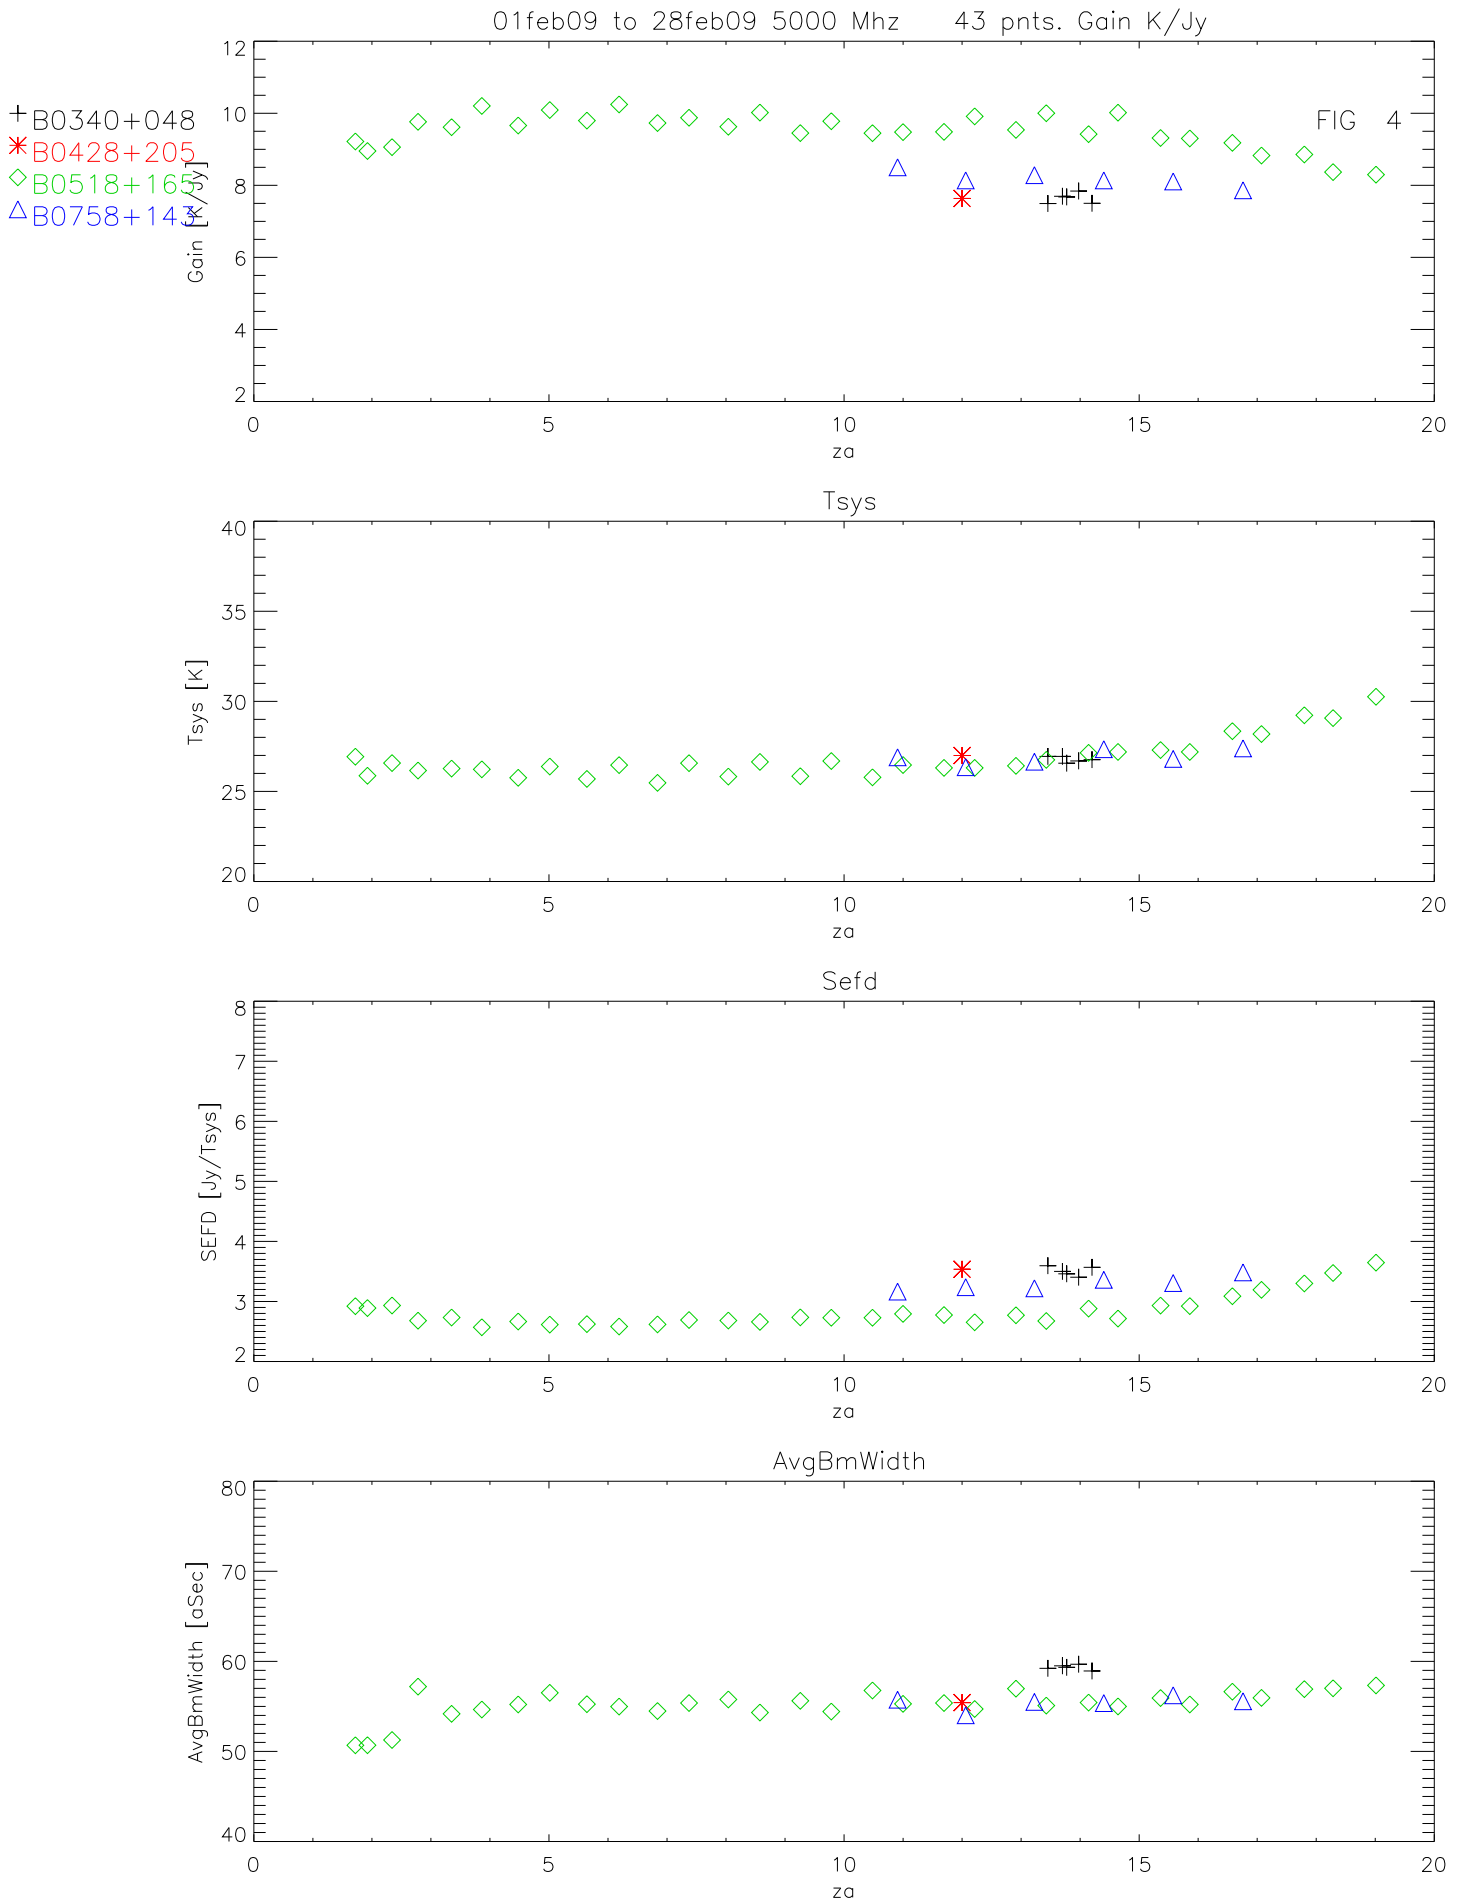 01feb09 to 28feb09 5000 Mhz 43 pnts. Gain K/Jy
B0340+048
B0428+205
B0518+165
B0758+143
FIG 4
Gain [K/Jy]
12
10
8
6
4
2
0 5 10 15 20
za
Tsys
Tsys [K]
40
35
30
25
20
0 5 10 15 20
za
Sefd
SEFD [Jy/Tsys]
8
7
6
5
4
3
2
0 5 10 15 20
za
AvgBmWidth
AvgBmWidth [aSec]
80
70
60
50
40
0 5 10 15 20
za